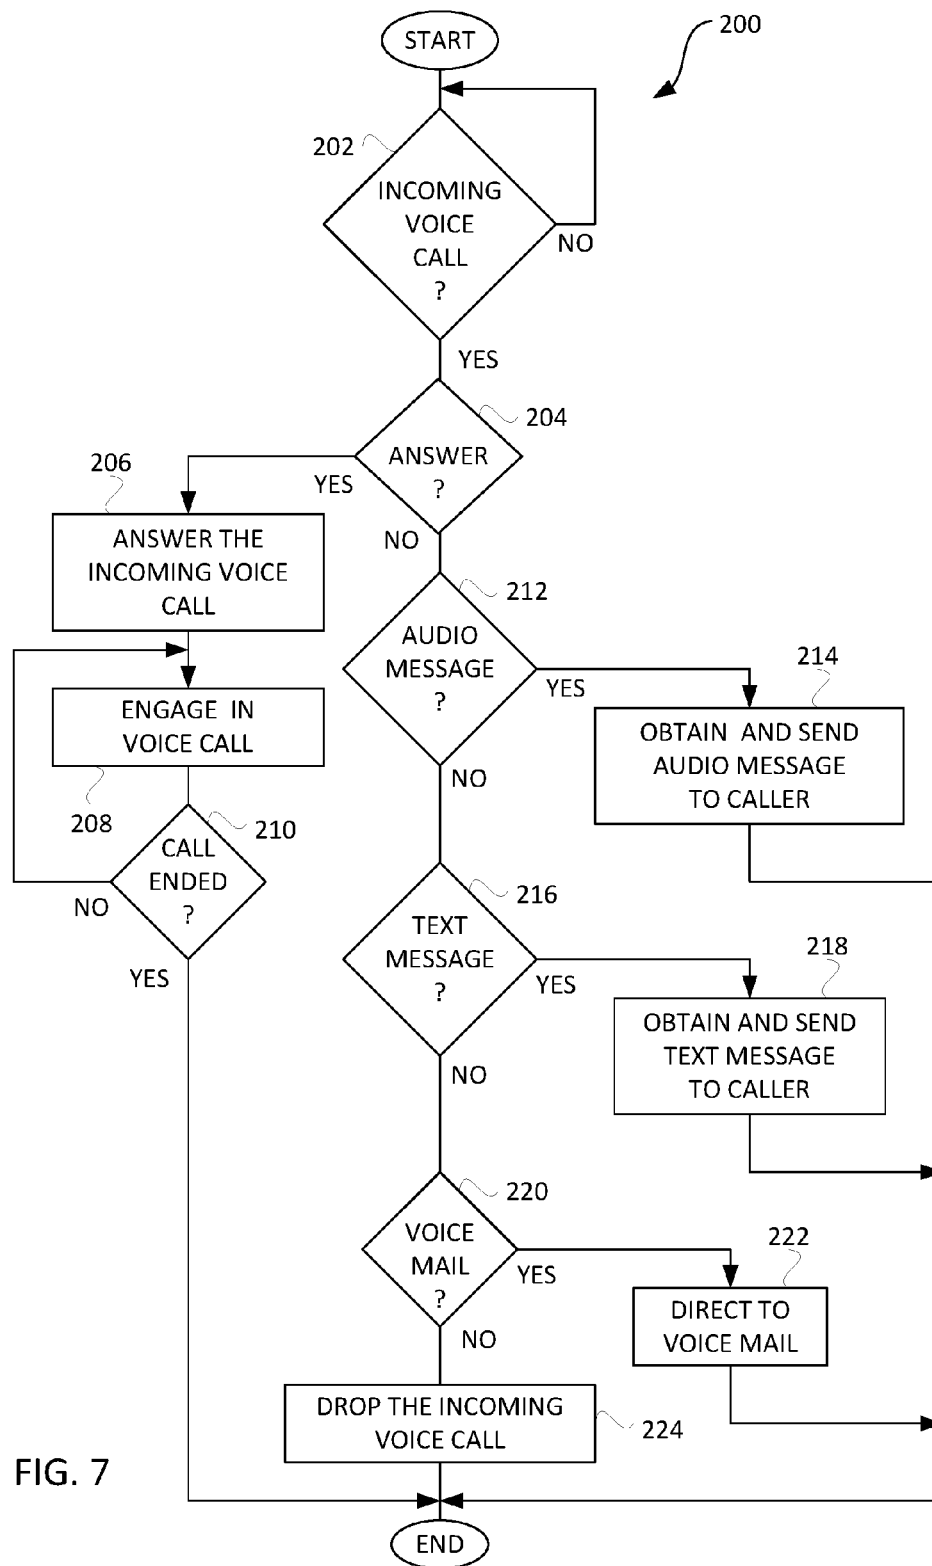 START
200
202
INCOMING
VOICE
CALL
?
NO
YES
204
ANSWER
?
YES
NO
206
ANSWER THE
INCOMING VOICE
CALL
212
AUDIO
MESSAGE
?
YES
NO
214
OBTAIN AND SEND
AUDIO MESSAGE
TO CALLER
ENGAGE IN
VOICE CALL
208
210
CALL
ENDED
?
NO
YES
216
TEXT
MESSAGE
?
YES
NO
218
OBTAIN AND SEND
TEXT MESSAGE
TO CALLER
220
VOICE
MAIL
?
YES
NO
222
DIRECT TO
VOICE MAIL
DROP THE INCOMING
VOICE CALL
224
FIG. 7
END